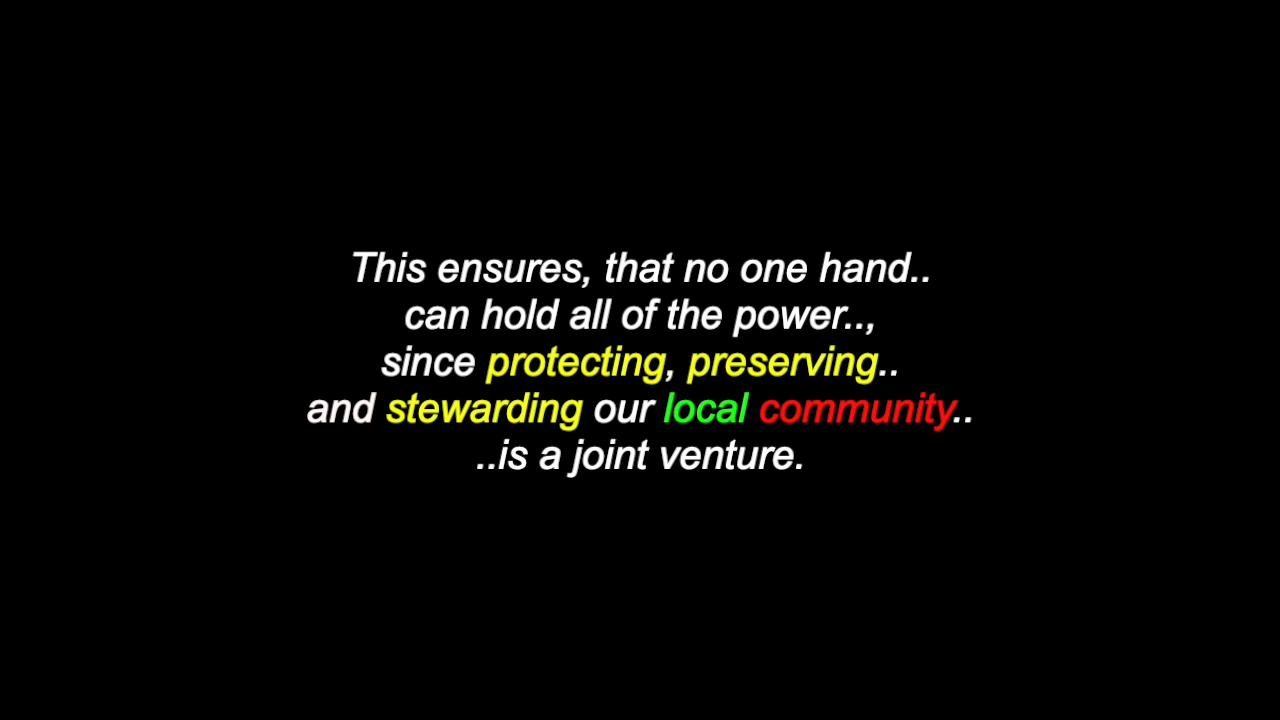 This ensures, that no one hand..
can hold all of the power..,
since protecting, preserving..
and stewarding our local community..
..is a joint venture.